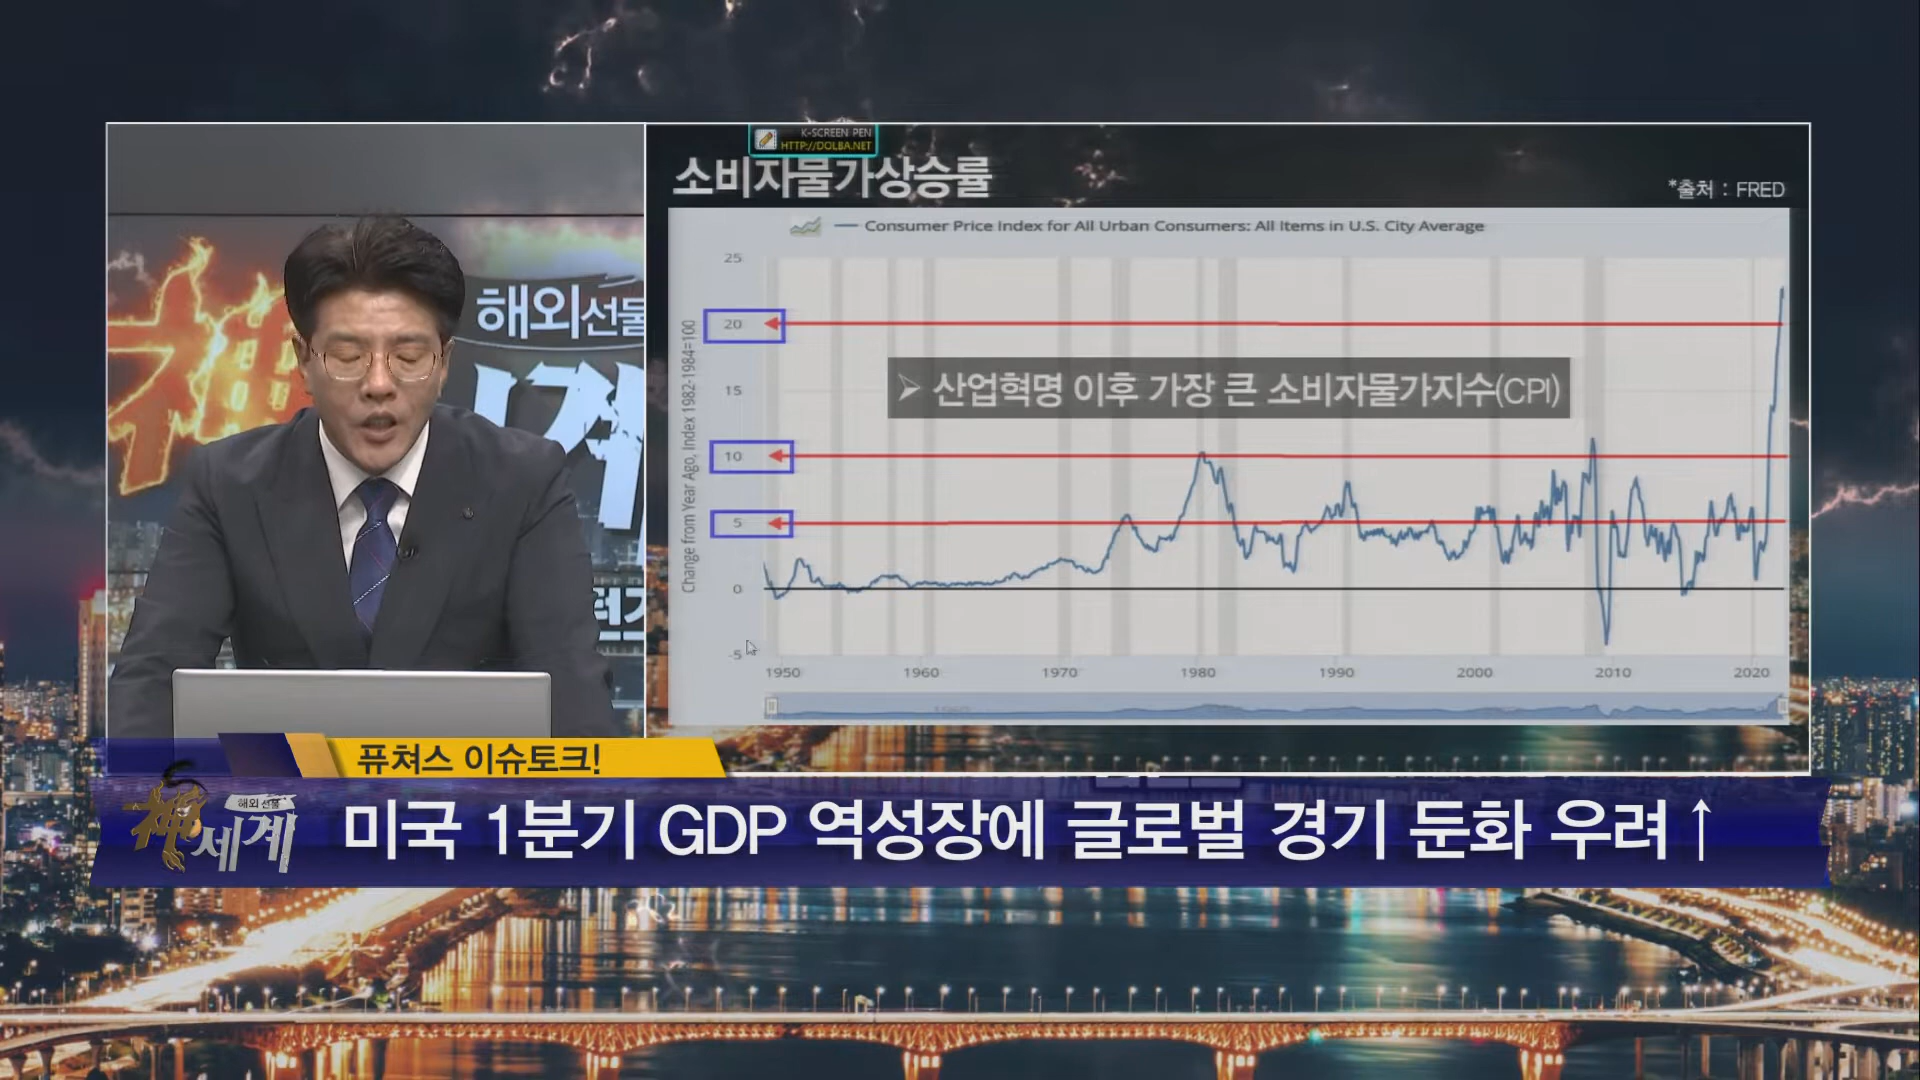 K-SCREEN PEN
HTTP://DOLBA.NET
소비자물가상승률
*출처 : FRED
Consumer Price Index for All Urban Consumers: All Items in U.S. City Average
Change from Year Ago, Index 1982-1984=100
25
20
15
10
5
0
-5
➢ 산업혁명 이후 가장 큰 소비자물가지수(CPI)
1950 1960 1970 1980 1990 2000 2010 2020
神
해외선물
퓨쳐스 이슈토크!
해외선물
神세계
미국 1분기 GDP 역성장에 글로벌 경기 둔화 우려↑